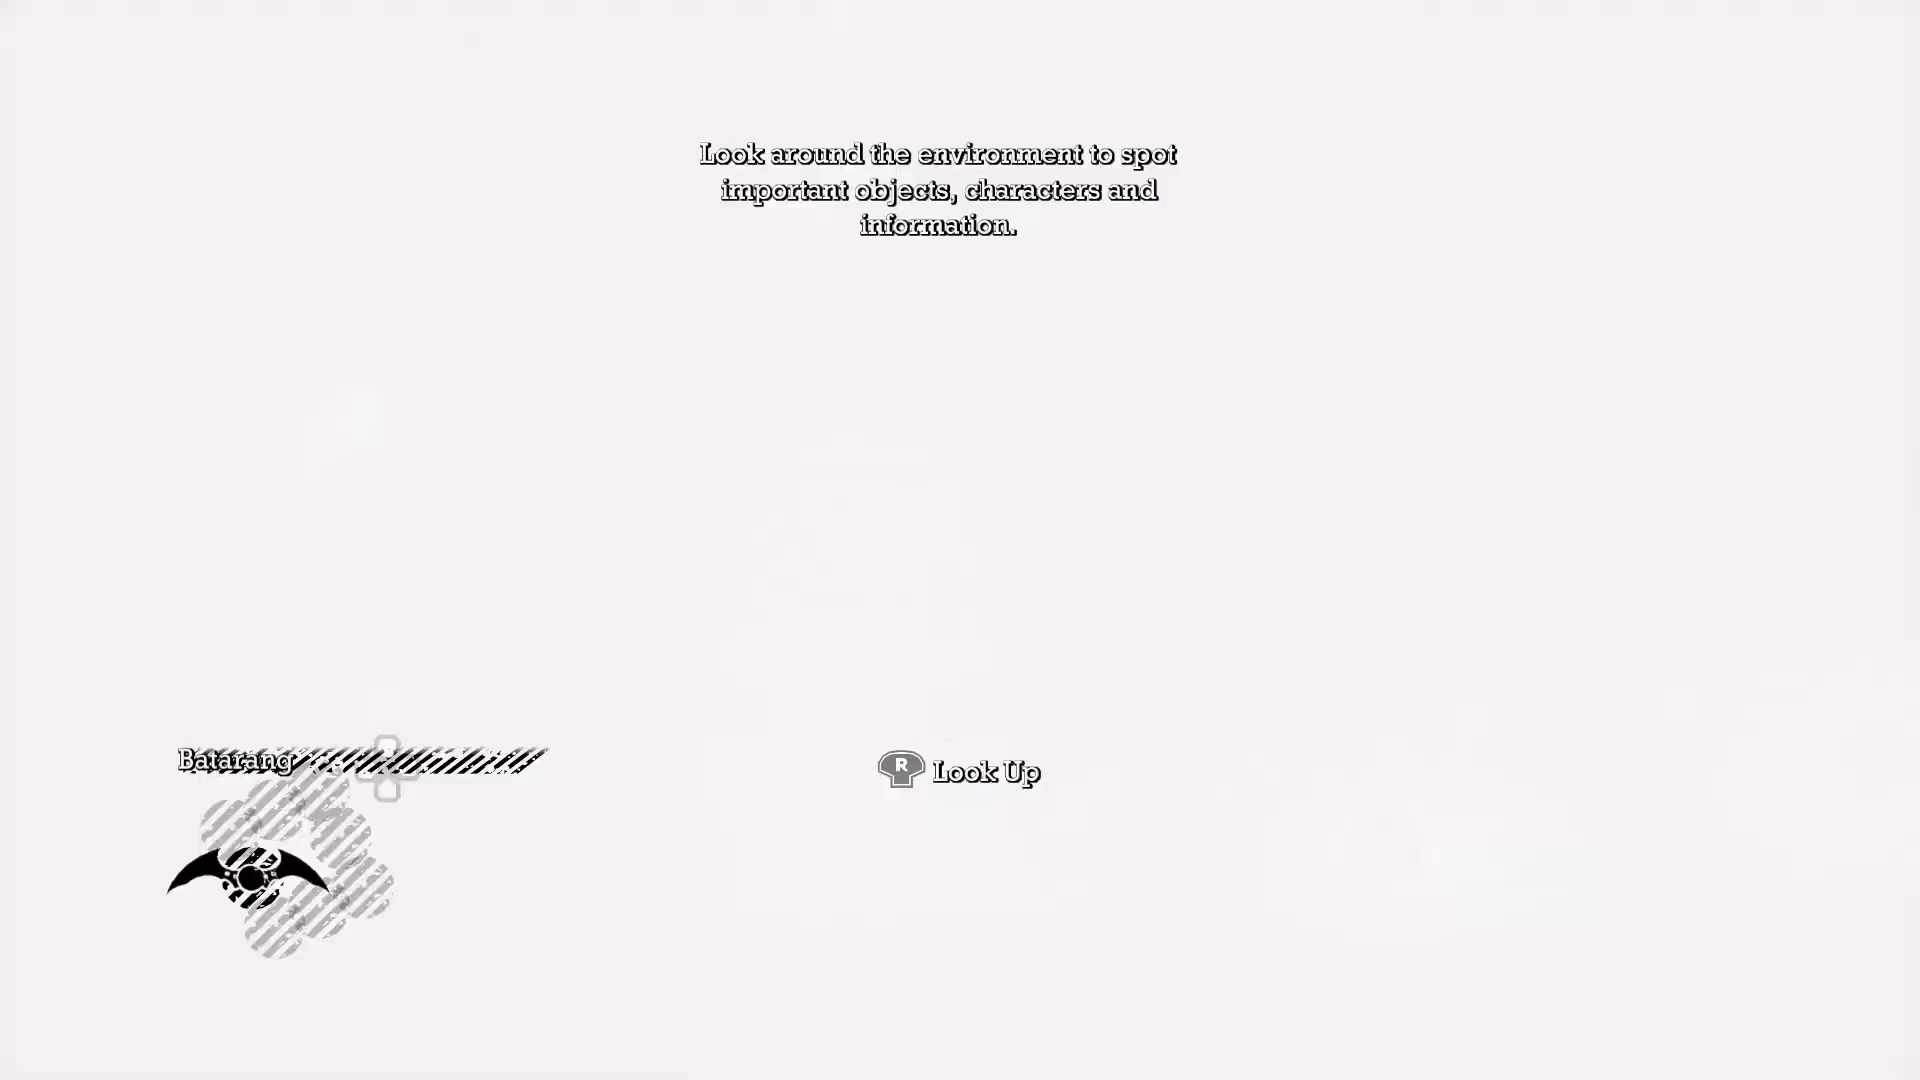 Look around the environment to spot
important objects, characters and
information.
Batarang
R Look Up